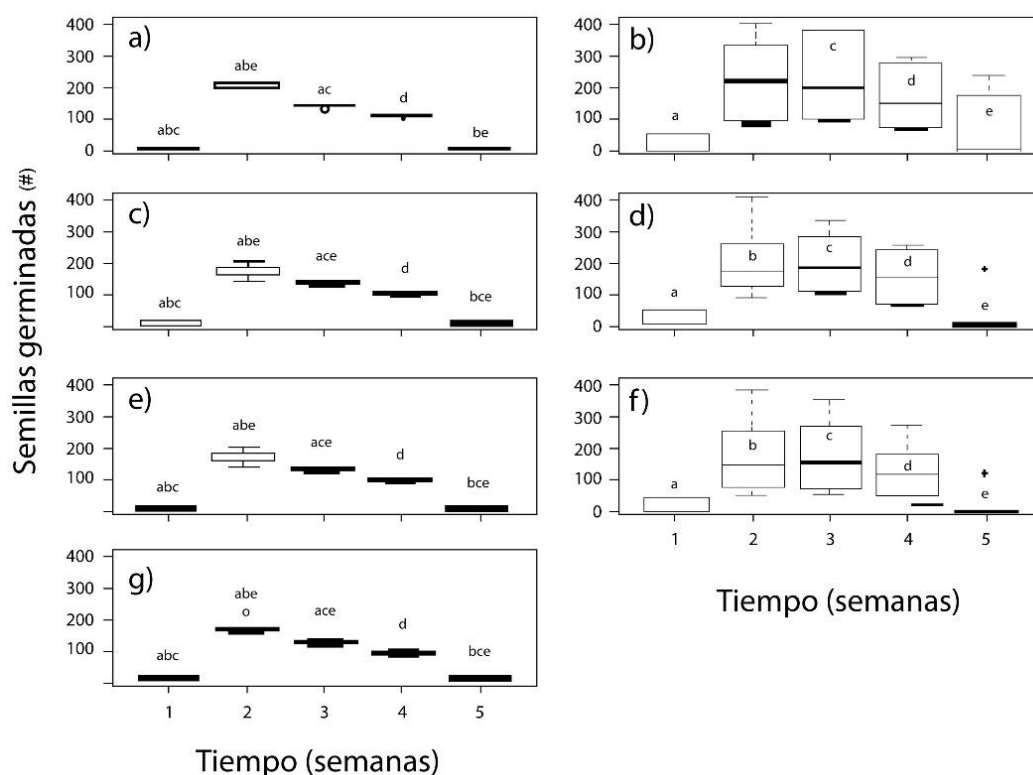 Semillas germinadas (#)
a)
400
300
200
100
0
abc
abe
ac
d
be
b)
400
300
200
100
0
a
c
d
e
c)
400
300
200
100
abc
abe
ace
d
bce
d)
400
300
200
100
0
a
b
c
d
e
e)
400
300
200
100
abc
abe
ace
d
bce
f)
400
300
200
100
0
a
b
c
d
e
1 2 3 4 5
Tiempo (semanas)
g)
400
300
200
100
abc
abe
ace
d
bce
1 2 3 4 5
Tiempo (semanas)